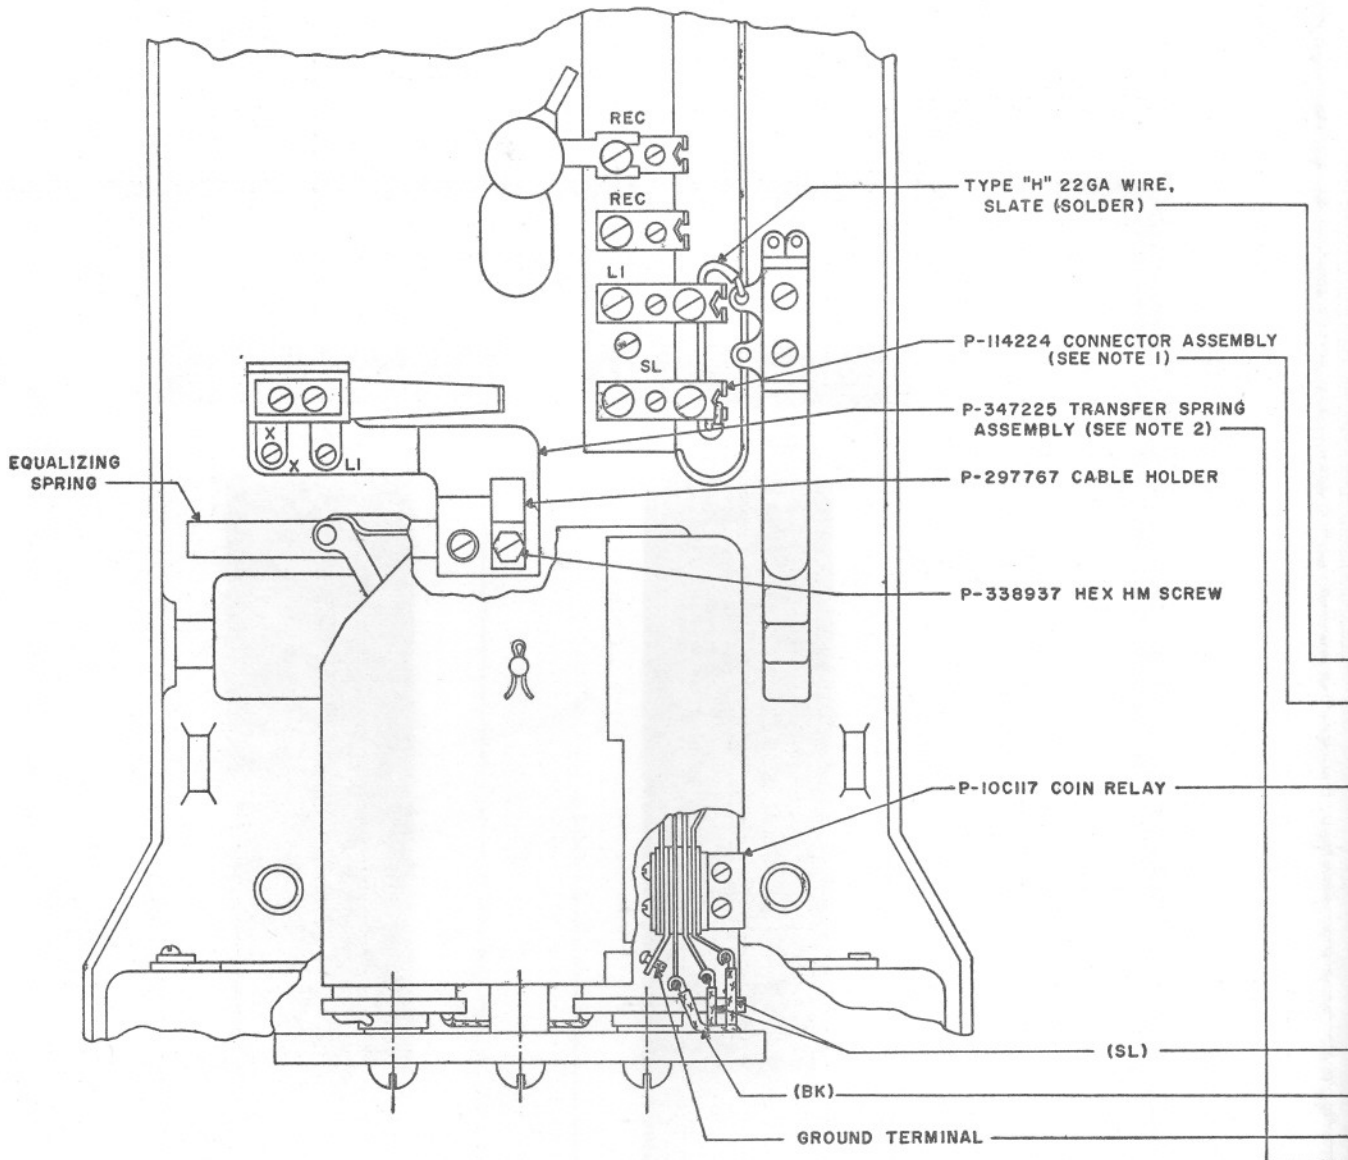 REC
TYPE "H" 22GA WIRE,
SLATE (SOLDER)
REC
LI
P-114224 CONNECTOR ASSEMBLY
(SEE NOTE 1)
SL
P-347225 TRANSFER SPRING
ASSEMBLY (SEE NOTE 2)
X
X
LI
EQUALIZING
SPRING
P-297767 CABLE HOLDER
P-338937 HEX HM SCREW
P-10C117 COIN RELAY
(SL)
(BK)
GROUND TERMINAL